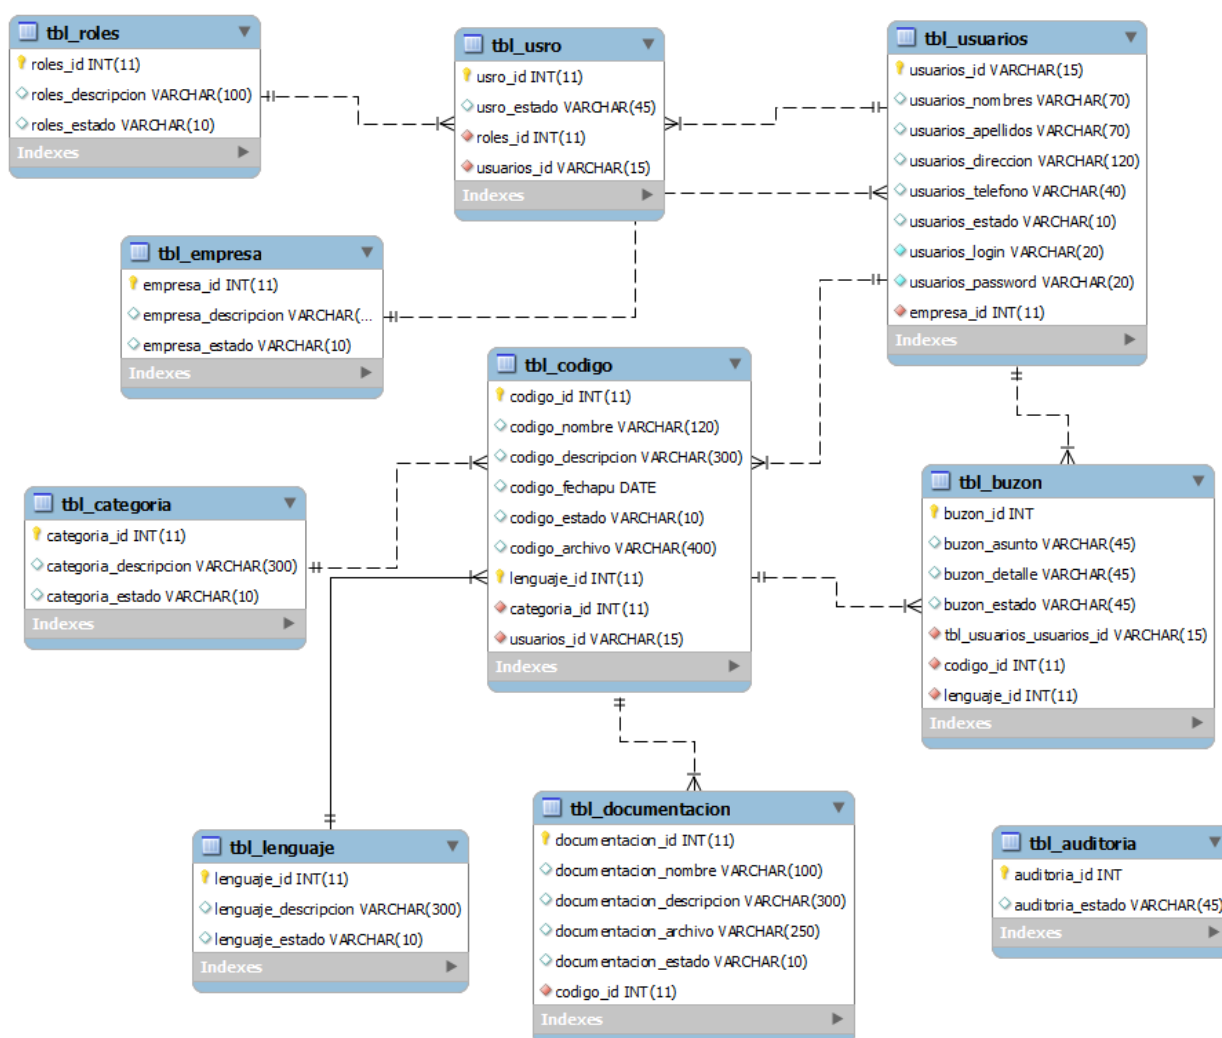 tbl_roles
roles_id INT(11)
roles_descripcion VARCHAR(100)
roles_estado VARCHAR(10)
Indexes
tbl_usro
usro_id INT(11)
usro_estado VARCHAR(45)
roles_id INT(11)
usuarios_id VARCHAR(15)
Indexes
tbl_usuarios
usuarios_id VARCHAR(15)
usuarios_nombres VARCHAR(70)
usuarios_apellidos VARCHAR(70)
usuarios_direccion VARCHAR(120)
usuarios_telefono VARCHAR(40)
usuarios_estado VARCHAR(10)
usuarios_login VARCHAR(20)
usuarios_password VARCHAR(20)
empresa_id INT(11)
Indexes
tbl_empresa
empresa_id INT(11)
empresa_descripcion VARCHAR(...
empresa_estado VARCHAR(10)
Indexes
tbl_codigo
codigo_id INT(11)
codigo_nombre VARCHAR(120)
codigo_descripcion VARCHAR(300)
codigo_fechapu DATE
codigo_estado VARCHAR(10)
codigo_archivo VARCHAR(400)
lenguaje_id INT(11)
categoria_id INT(11)
usuarios_id VARCHAR(15)
Indexes
tbl_categoría
categoria_id INT(11)
categoria_descripcion VARCHAR(300)
categoria_estado VARCHAR(10)
Indexes
tbl_buzon
buzon_id INT
buzon_asunto VARCHAR(45)
buzon_detalle VARCHAR(45)
buzon_estado VARCHAR(45)
tbl_usuarios_usuarios_id VARCHAR(15)
codigo_id INT(11)
lenguaje_id INT(11)
Indexes
tbl_lenguaje
lenguaje_id INT(11)
lenguaje_descripcion VARCHAR(300)
lenguaje_estado VARCHAR(10)
Indexes
tbl_documentacion
documentacion_id INT(11)
documentacion_nombre VARCHAR(100)
documentacion_descripcion VARCHAR(300)
documentacion_archivo VARCHAR(250)
documentacion_estado VARCHAR(10)
codigo_id INT(11)
Indexes
tbl_auditoria
auditoria_id INT
auditoria_estado VARCHAR(45)
Indexes